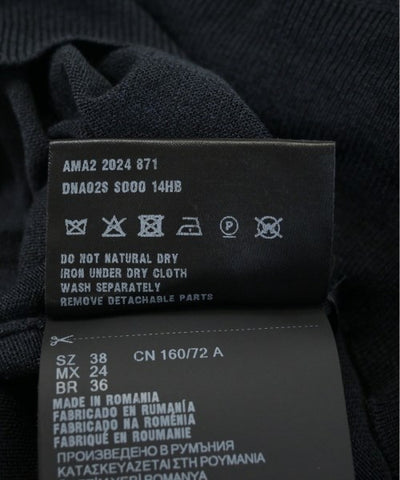 AMA2 2024 871
DNA02S S000 14HB
P
DO NOT NATURAL DRY
IRON UNDER DRY CLOTH
WASH SEPARATELY
REMOVE DETACHABLE PARTS
SZ 38 CN 160/72 A
MX 24
BR 36
MADE IN ROMANIA
FABRICADO EN RUMANÍA
FABRICADO NA ROMÉNIA
FABRIQUÉ EN ROUMANIE
ПРОИЗВЕДЕНО В РУМЪНИЯ
КАТАСКЕΥΑΖΕΤΑΙ ΣΤΗ ΡΟΥΜΑΝΙΑ